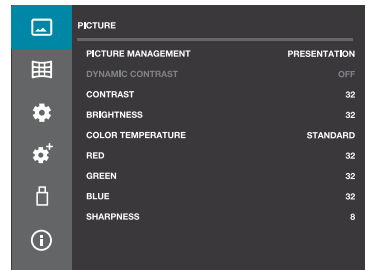 PICTURE
PICTURE MANAGEMENT PRESENTATION
DYNAMIC CONTRAST OFF
CONTRAST 32
BRIGHTNESS 32
COLOR TEMPERATURE STANDARD
RED 32
GREEN 32
BLUE 32
SHARPNESS 8